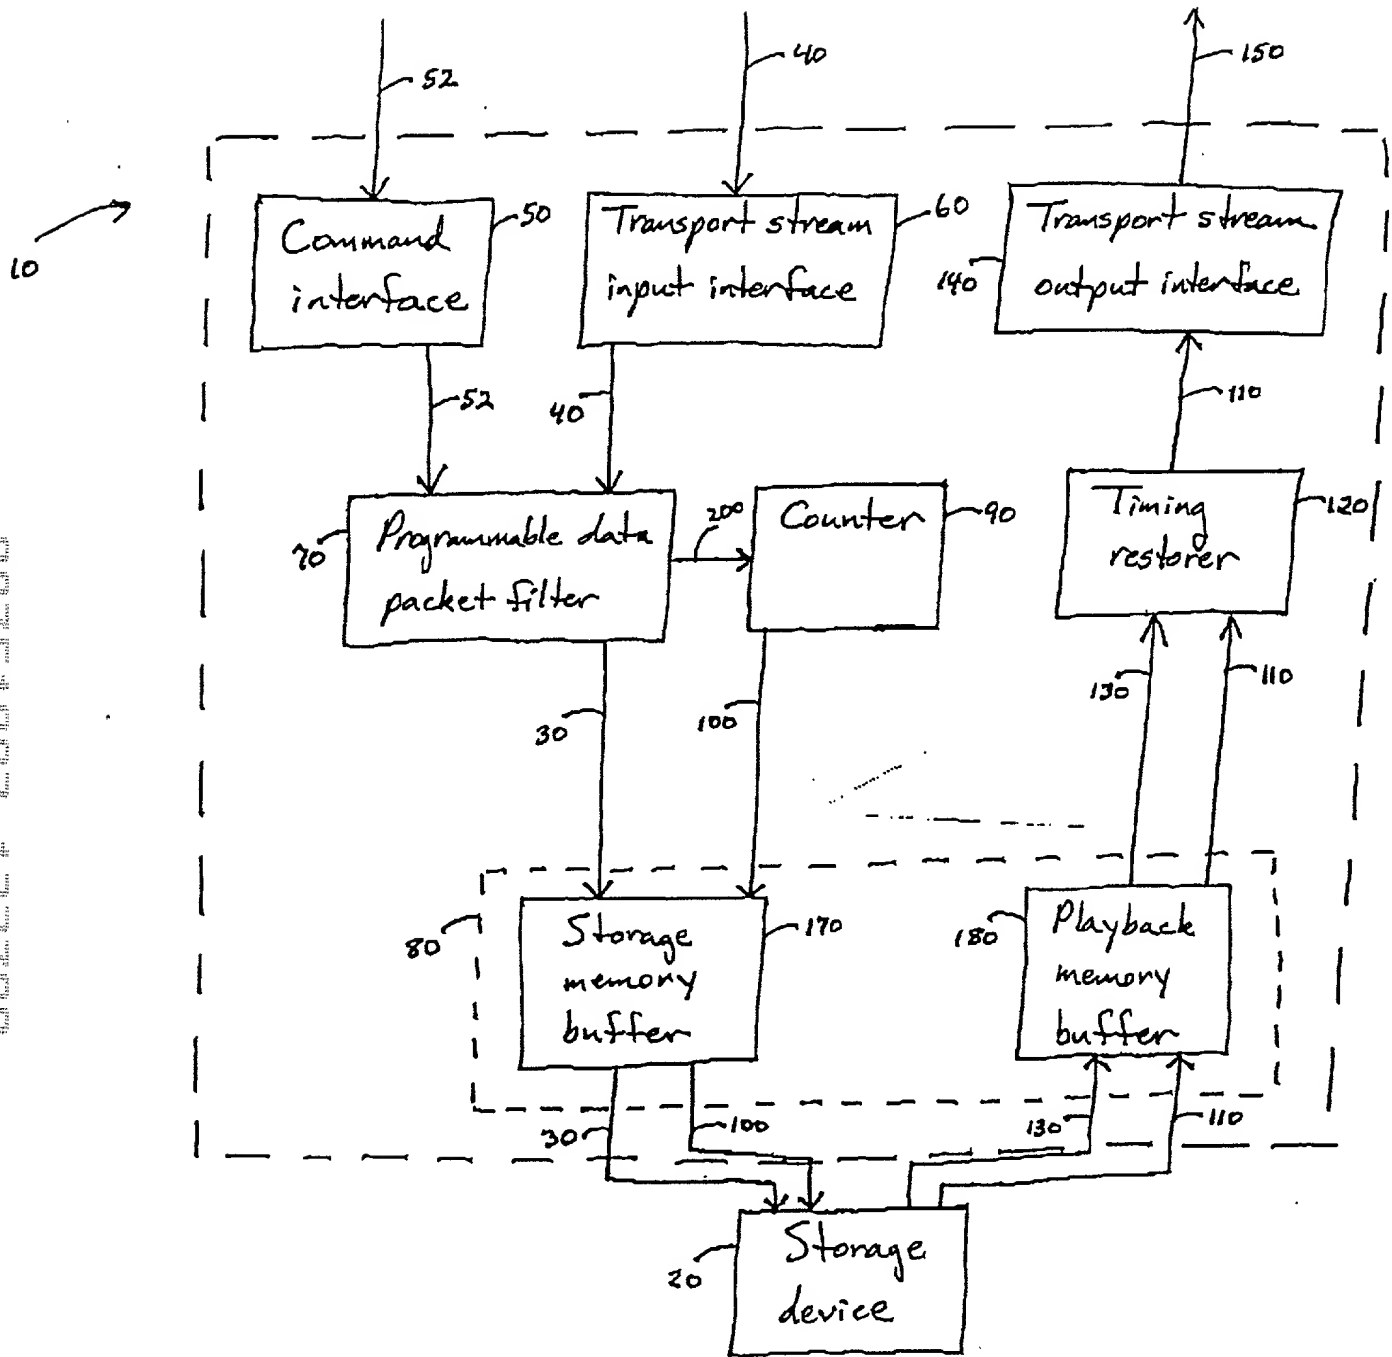 52
40
150
10
Command
interface
50
Transport stream
input interface
60
Transport stream
output interface
140
52
40
110
Programmable data
packet filter
70
200
Counter
90
Timing
restorer
120
30
100
130
110
80
Storage
memory
buffer
170
180
Playback
memory
buffer
30
100
130
110
20
Storage
device